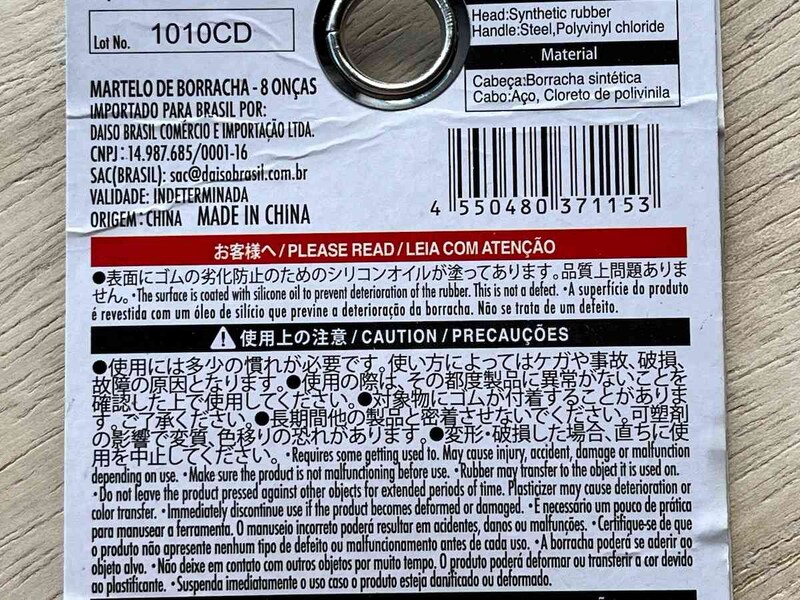 Head:Synthetic rubber
Handle:Steel,Polyvinyl chloride
Material
Cabeça:Borracha sintética
Cabo:Aço, Cloreto de polivinila
Lot No. 1010CD
MARTELO DE BORRACHA - 8 ONÇAS
IMPORTADO PARA BRASIL POR:
DAISO BRASIL COMÉRCIO E IMPORTAÇÃO LTDA.
CNPJ : 14.987.685/0001-16
SAC(BRASIL): sac@daisobrasil.com.br
VALIDADE: INDETERMINADA
ORIGEM: CHINA MADE IN CHINA
4 550480 371153
お客様へ/PLEASE READ/LEIA COM ATENÇÃO
●表面にゴムの劣化防止のためのシリコンオイルが塗ってあります。品質上問題ありま
せん。•The surface is coated with silicone oil to prevent deterioration of the rubber. This is not a defect. •A superfície do produto
é revestida com um óleo de silício que previne a deterioração da borracha. Não se trata de um defeito.
使用上の注意/CAUTION/PRECAUÇÕES
●使用には多少の慣れが必要です。使い方によってはケガや事故、破損、
故障の原因となります。●使用の際は、その都度製品に異常がないことを
確認した上で使用してください。●対象物にゴムが付着することがありま
す。ご了承ください。●長期間他の製品と密着させないでください。可塑剤
の影響で変質、色移りの恐れがあります。●変形・破損した場合、直ちに使
用を中止してください。•Requires some getting used to. May cause injury, accident, damage or malfunction
depending on use. •Make sure the product is not malfunctioning before use. •Rubber may transfer to the object it is used on.
•Do not leave the product pressed against other objects for extended periods of time. Plasticizer may cause deterioration or
color transfer. •Immediately discontinue use if the product becomes deformed or damaged. •É necessário um pouco de prática
para manusear a ferramenta. O manuseio incorreto poderá resultar em acidentes, danos ou malfunções. •Certifique-se de que
o produto não apresente nenhum tipo de defeito ou malfuncionamento antes de cada uso. •A borracha poderá se aderir ao
objeto alvo. •Não deixe em contato com outros objetos por muito tempo. O produto poderá deformar ou transferir a cor devido
ao plastificante. •Suspenda imediatamente o uso caso o produto esteja danificado ou deformado.